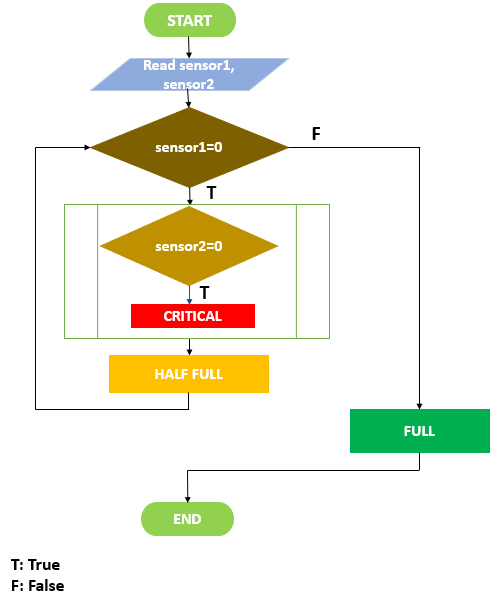 START
Read sensor1,
sensor2
sensor1=0
F
T
sensor2=0
T
CRITICAL
HALF FULL
FULL
END
T: True
F: False